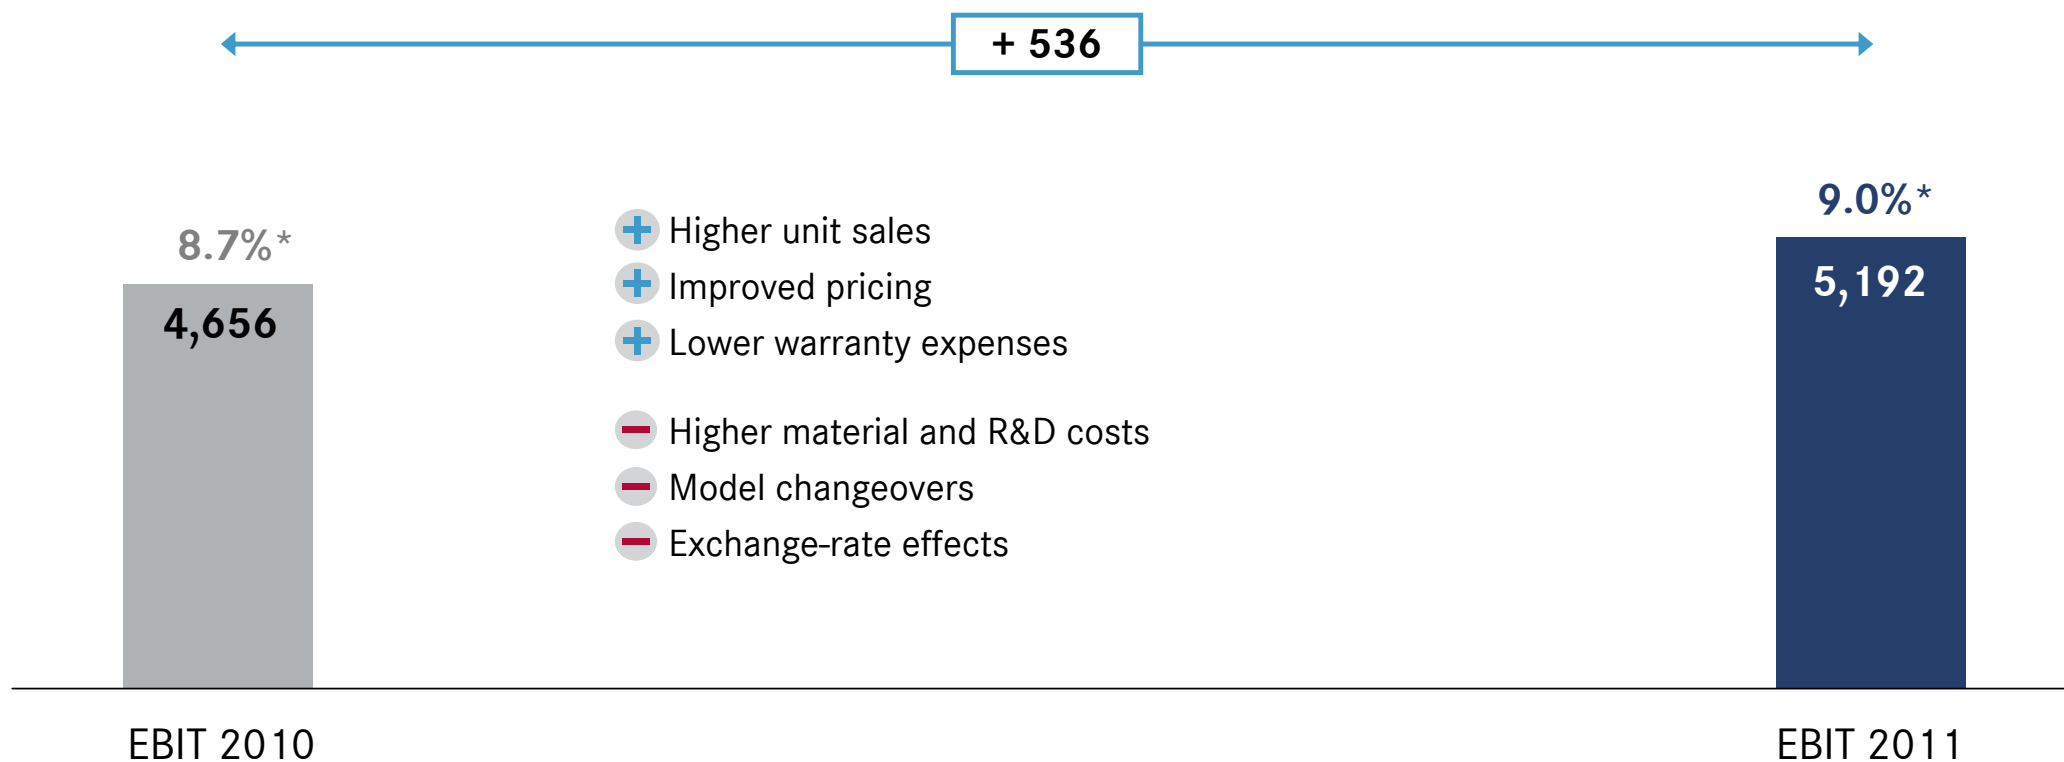 + 536
8.7%*
4,656
Higher unit sales
Improved pricing
Lower warranty expenses
Higher material and R&D costs
Model changeovers
Exchange-rate effects
9.0%*
5,192
EBIT 2010
EBIT 2011